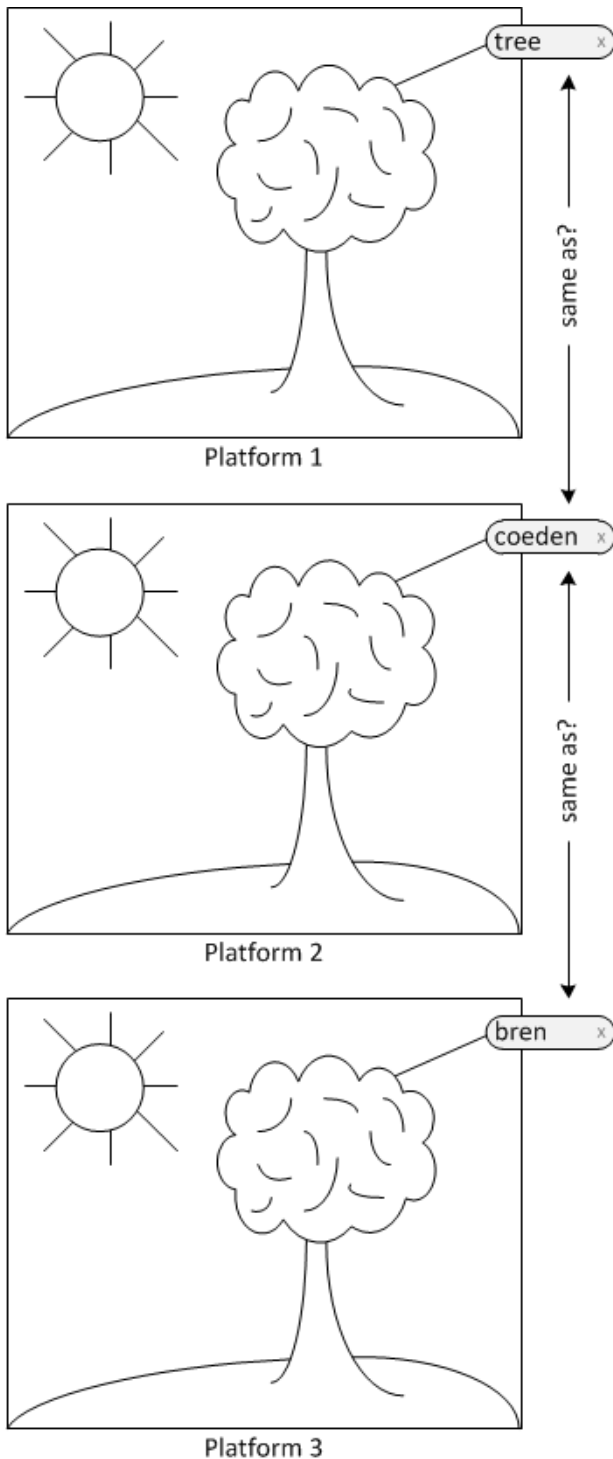 tree x
same as?
Platform 1
coeden x
same as?
Platform 2
bren x
Platform 3